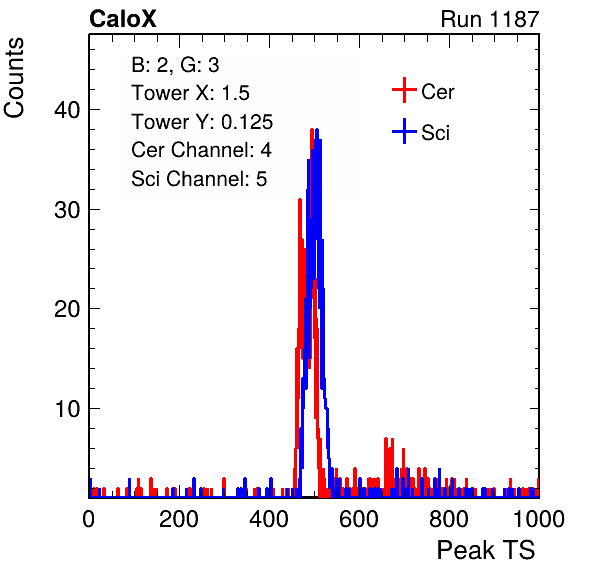 CaloX Run 1187
Counts
B: 2, G: 3
Tower X: 1.5
Tower Y: 0.125
Cer Channel: 4
Sci Channel: 5
Cer
Sci
40
30
20
10
0 200 400 600 800 1000
Peak TS